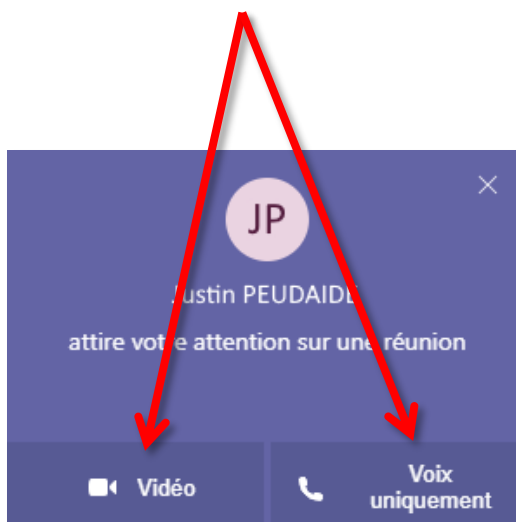 JP
Justin PEUDAIDE
attire votre attention sur une réunion
Vidéo
Voix
uniquement